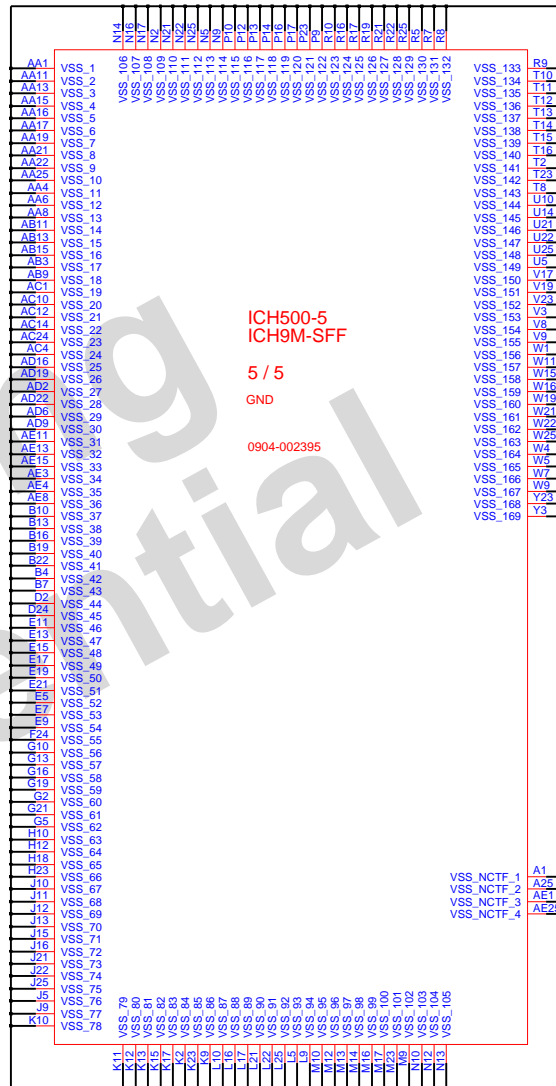 N14
N16
N17
N2
N21
N22
N25
N5
N9
P10
P12
P13
P14
P16
P17
P23
P9
R10
R16
R17
R19
R21
R22
R25
R5
R7
R8
VSS_106
VSS_107
VSS_108
VSS_109
VSS_110
VSS_111
VSS_112
VSS_113
VSS_114
VSS_115
VSS_116
VSS_117
VSS_118
VSS_119
VSS_120
VSS_121
VSS_122
VSS_123
VSS_124
VSS_125
VSS_126
VSS_127
VSS_128
VSS_129
VSS_130
VSS_131
VSS_132
AA1 VSS_1
AA11 VSS_2
AA13 VSS_3
AA15 VSS_4
AA16 VSS_5
AA17 VSS_6
AA19 VSS_7
AA21 VSS_8
AA22 VSS_9
AA25 VSS_10
AA4 VSS_11
AA6 VSS_12
AA8 VSS_13
AB11 VSS_14
AB13 VSS_15
AB15 VSS_16
AB3 VSS_17
AB9 VSS_18
AC1 VSS_19
AC10 VSS_20
AC12 VSS_21
AC14 VSS_22
AC24 VSS_23
AC4 VSS_24
AD16 VSS_25
AD19 VSS_26
AD2 VSS_27
AD22 VSS_28
AD6 VSS_29
AD9 VSS_30
AE11 VSS_31
AE13 VSS_32
AE15 VSS_33
AE3 VSS_34
AE4 VSS_35
AE8 VSS_36
B10 VSS_37
B13 VSS_38
B16 VSS_39
B19 VSS_40
B22 VSS_41
B4 VSS_42
B7 VSS_43
D2 VSS_44
D24 VSS_45
E11 VSS_46
E13 VSS_47
E15 VSS_48
E17 VSS_49
E19 VSS_50
E21 VSS_51
E5 VSS_52
E7 VSS_53
E9 VSS_54
F24 VSS_55
G10 VSS_56
G13 VSS_57
G16 VSS_58
G19 VSS_59
G2 VSS_60
G21 VSS_61
G5 VSS_62
H10 VSS_63
H12 VSS_64
H18 VSS_65
H23 VSS_66
J10 VSS_67
J11 VSS_68
J12 VSS_69
J13 VSS_70
J15 VSS_71
J16 VSS_72
J21 VSS_73
J22 VSS_74
J25 VSS_75
J5 VSS_76
J9 VSS_77
K10 VSS_78
ICH500-5
ICH9M-SFF
5 / 5
GND
0904-002395
ng
ential
VSS_133 R9
VSS_134 T10
VSS_135 T11
VSS_136 T12
VSS_137 T13
VSS_138 T14
VSS_139 T15
VSS_140 T16
VSS_141 T2
VSS_142 T23
VSS_143 T8
VSS_144 U10
VSS_145 U14
VSS_146 U21
VSS_147 U22
VSS_148 U25
VSS_149 U5
VSS_150 V17
VSS_151 V19
VSS_152 V23
VSS_153 V3
VSS_154 V8
VSS_155 V9
VSS_156 W1
VSS_157 W11
VSS_158 W15
VSS_159 W16
VSS_160 W19
VSS_161 W21
VSS_162 W22
VSS_163 W25
VSS_164 W4
VSS_165 W5
VSS_166 W7
VSS_167 W9
VSS_168 Y23
VSS_169 Y3
VSS_NCTF_1 A1
VSS_NCTF_2 A25
VSS_NCTF_3 AE1
VSS_NCTF_4 AE25
VSS_79
VSS_80
VSS_81
VSS_82
VSS_83
VSS_84
VSS_85
VSS_86
VSS_87
VSS_88
VSS_89
VSS_90
VSS_91
VSS_92
VSS_93
VSS_94
VSS_95
VSS_96
VSS_97
VSS_98
VSS_99
VSS_100
VSS_101
VSS_102
VSS_103
VSS_104
VSS_105
K11
K12
K13
K15
K17
K2
K23
K9
L10
L16
L17
L21
L22
L25
L5
L9
M10
M12
M13
M14
M16
M17
M23
M9
N10
N12
N13